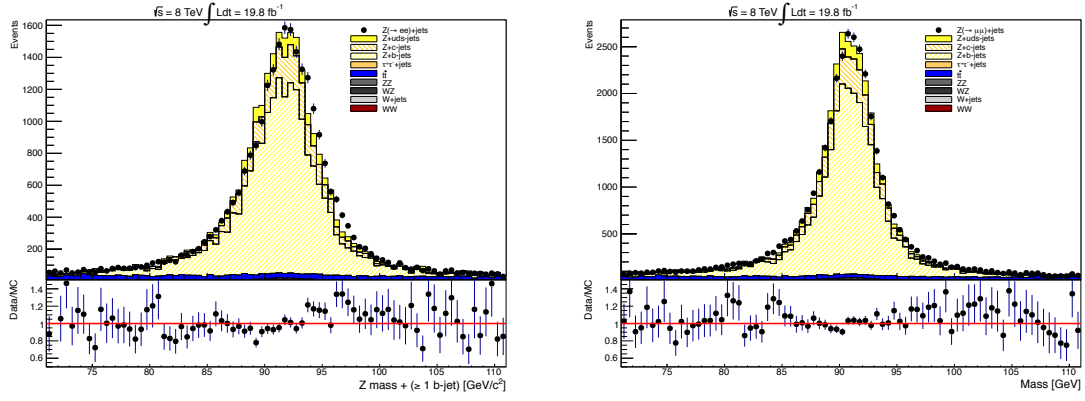 √s = 8 TeV ∫ Ldt = 19.8 fb⁻¹
Events
1600
1400
1200
1000
800
600
400
200
Z(→ ee)+jets
Z+uds-jets
Z+c-jets
Z+b-jets
τ⁺τ⁻+jets
tt̄
ZZ
WZ
W+jets
WW
Data/MC
1.4
1.2
1
0.8
0.6
75 80 85 90 95 100 105 110
Z mass + (≥ 1 b-jet) [GeV/c²]
√s = 8 TeV ∫ Ldt = 19.8 fb⁻¹
Events
2500
2000
1500
1000
500
Z(→ μμ)+jets
Z+uds-jets
Z+c-jets
Z+b-jets
τ⁺τ⁻+jets
tt̄
ZZ
WZ
W+jets
WW
Data/MC
1.4
1.2
1
0.8
0.6
75 80 85 90 95 100 105 110
Mass [GeV]